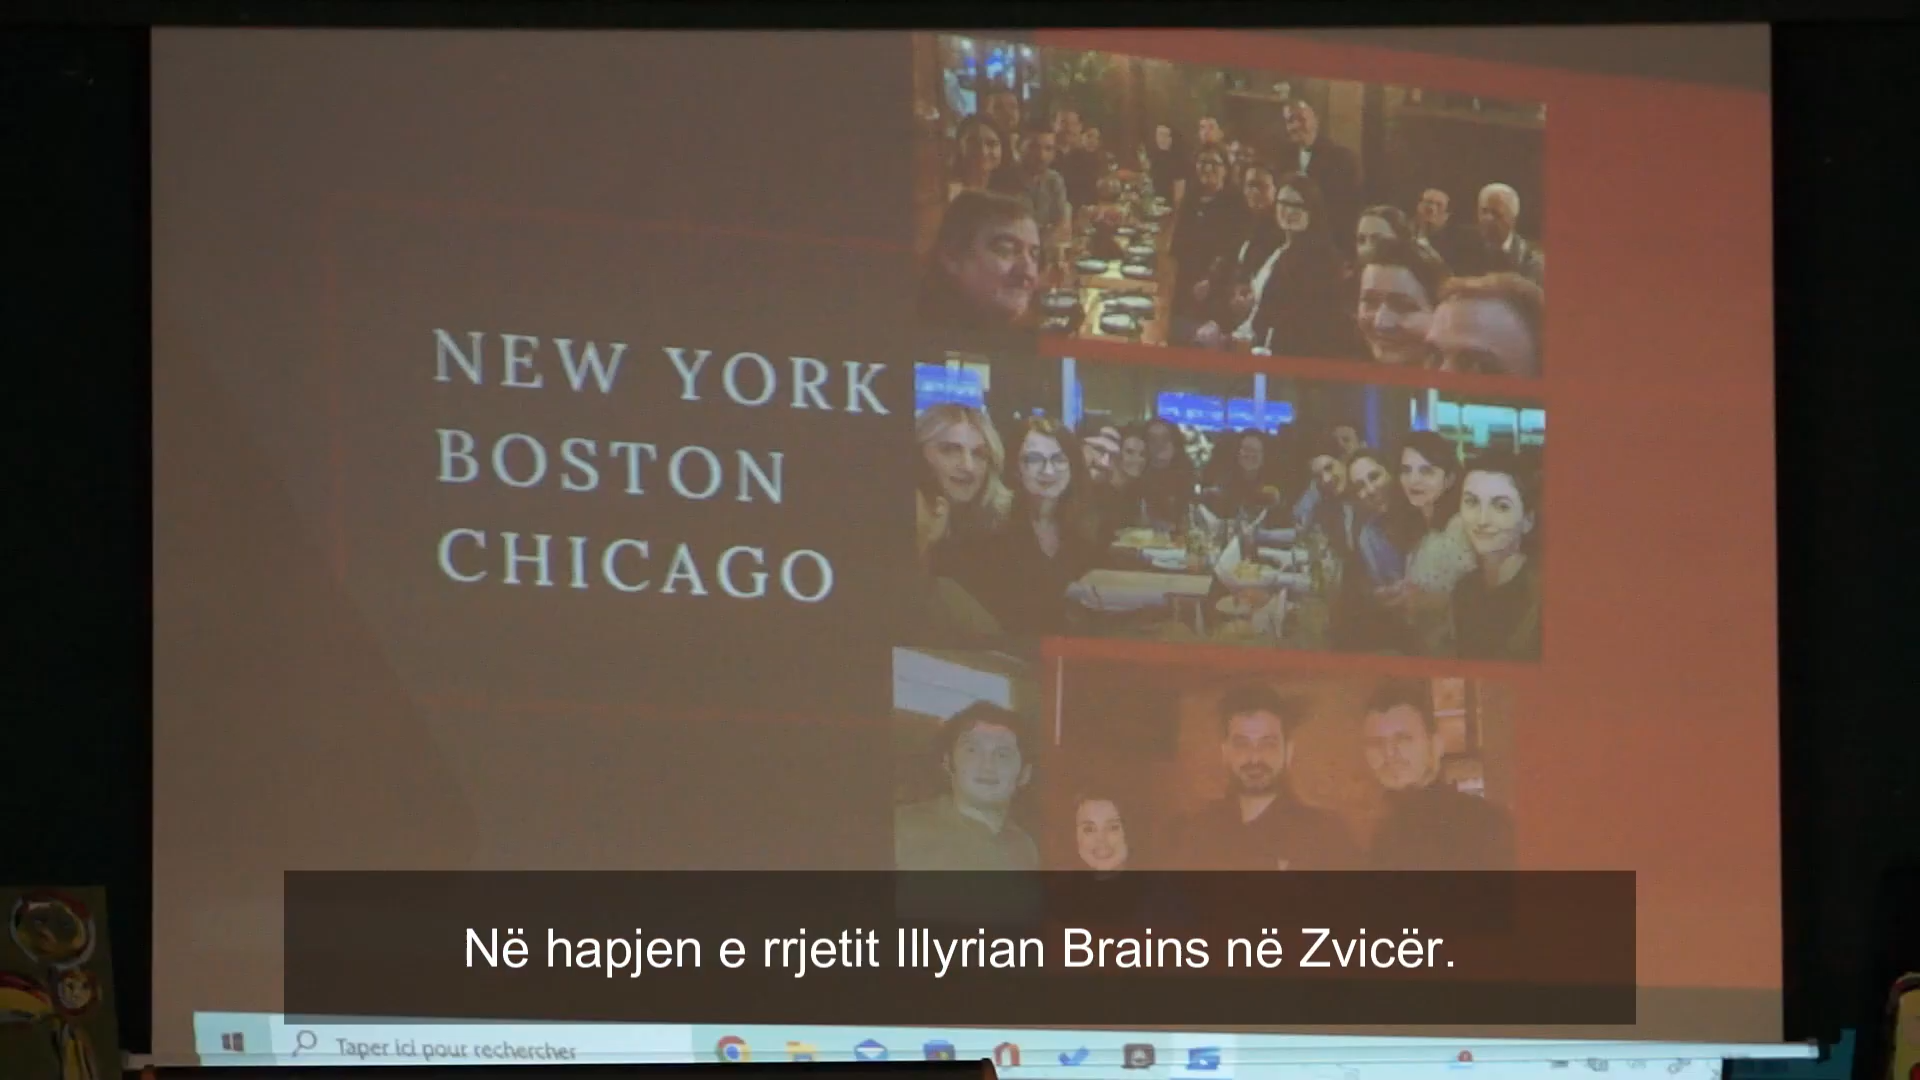 NEW YORK
BOSTON
CHICAGO
Në hapjen e rrjetit Illyrian Brains në Zvicër.
Taper ici pour rechercher